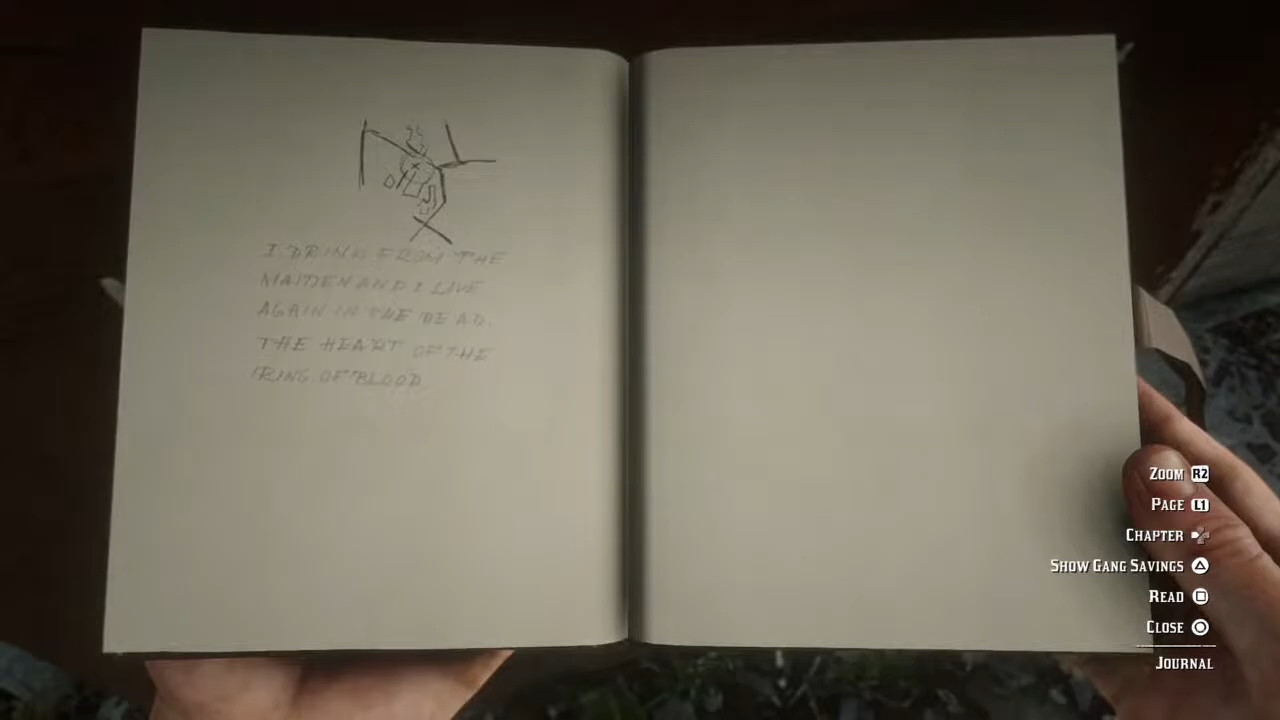 I DRINK FROM THE
MAIDEN AND I LIVE
AGAIN IN THE DEAD.
THE HEART OF THE
RING OF BLOOD
ZOOM R2
PAGE L1
CHAPTER
SHOW GANG SAVINGS
READ
CLOSE
JOURNAL